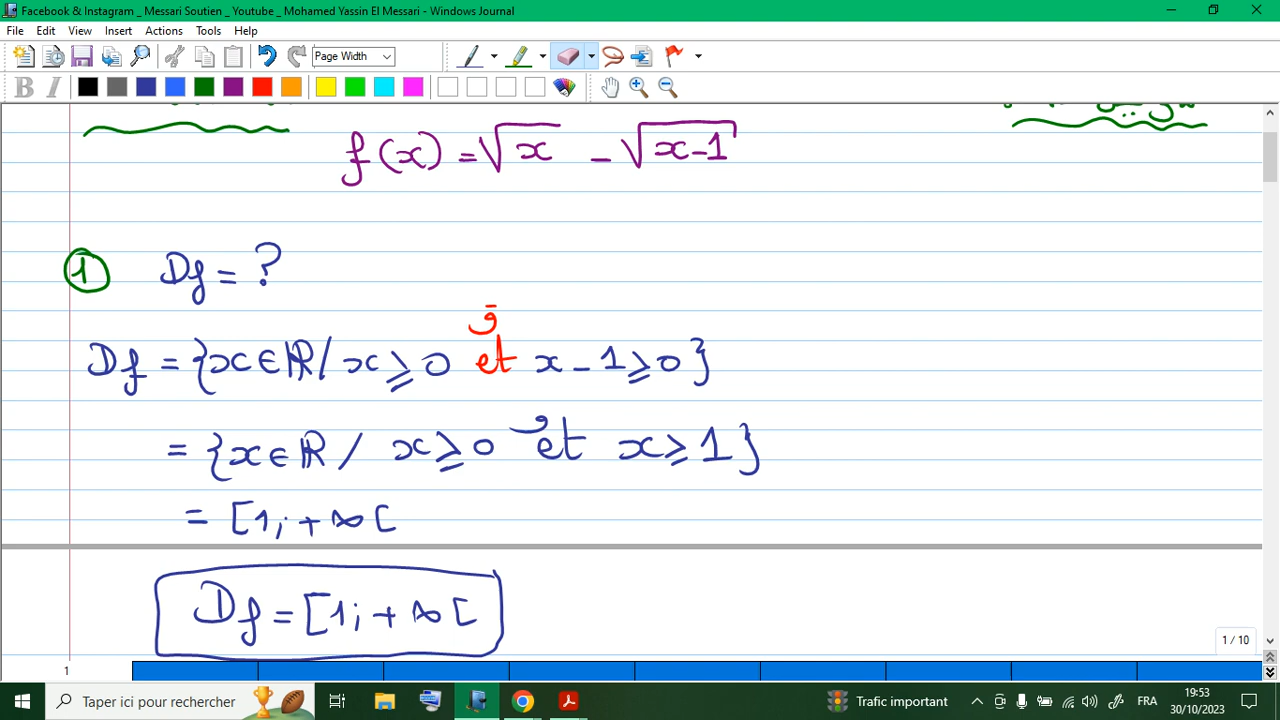 Facebook & Instagram _ Messari Soutien _ Youtube _ Mohamed Yassin El Messari - Windows Journal
File Edit View Insert Actions Tools Help
Page Width
B I
f(x) = √x - √x-1
1 Df = ?
و
Df = {x ∈ ℝ / x ⩾ 0 et x - 1 ⩾ 0}
و
= {x ∈ ℝ / x ⩾ 0 et x ⩾ 1}
= [1; + ∞ [
Df = [1; + ∞ [
1 / 10
1
Taper ici pour rechercher
Trafic important
FRA
19:53
30/10/2023